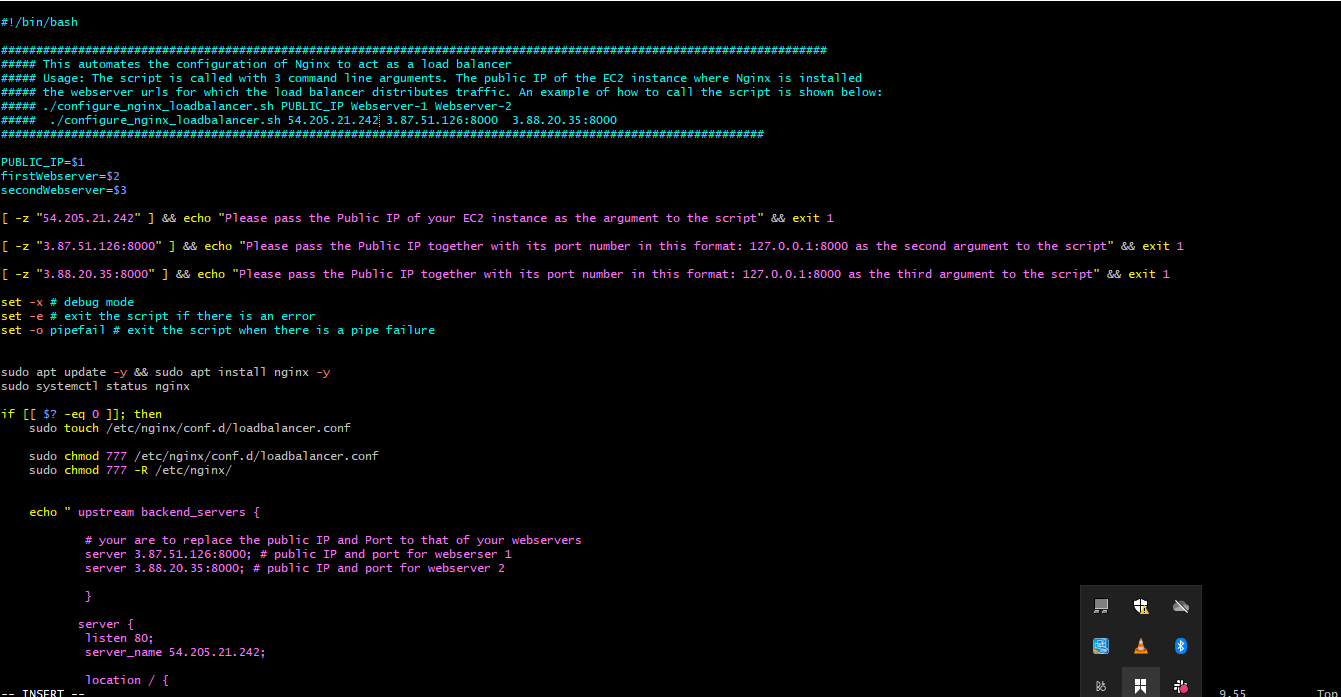 #!/bin/bash
######################################################################################################################
##### This automates the configuration of Nginx to act as a load balancer
##### Usage: The script is called with 3 command line arguments. The public IP of the EC2 instance where Nginx is installed
##### the webserver urls for which the load balancer distributes traffic. An example of how to call the script is shown below:
##### ./configure_nginx_loadbalancer.sh PUBLIC_IP Webserver-1 Webserver-2
#####  ./configure_nginx_loadbalancer.sh 54.205.21.242 3.87.51.126:8000  3.88.20.35:8000
#############################################################################################################
PUBLIC_IP=$1
firstWebserver=$2
secondWebserver=$3
[ -z "54.205.21.242" ] && echo "Please pass the Public IP of your EC2 instance as the argument to the script" && exit 1
[ -z "3.87.51.126:8000" ] && echo "Please pass the Public IP together with its port number in this format: 127.0.0.1:8000 as the second argument to the script" && exit 1
[ -z "3.88.20.35:8000" ] && echo "Please pass the Public IP together with its port number in this format: 127.0.0.1:8000 as the third argument to the script" && exit 1
set -x # debug mode
set -e # exit the script if there is an error
set -o pipefail # exit the script when there is a pipe failure
sudo apt update -y && sudo apt install nginx -y
sudo systemctl status nginx
if [[ $? -eq 0 ]]; then
    sudo touch /etc/nginx/conf.d/loadbalancer.conf
    sudo chmod 777 /etc/nginx/conf.d/loadbalancer.conf
    sudo chmod 777 -R /etc/nginx/
    echo " upstream backend_servers {
            # your are to replace the public IP and Port to that of your webservers
            server 3.87.51.126:8000; # public IP and port for webserser 1
            server 3.88.20.35:8000; # public IP and port for webserver 2
            }
           server {
            listen 80;
            server_name 54.205.21.242;
            location / {
-- INSERT --                                                                    9,55          Top